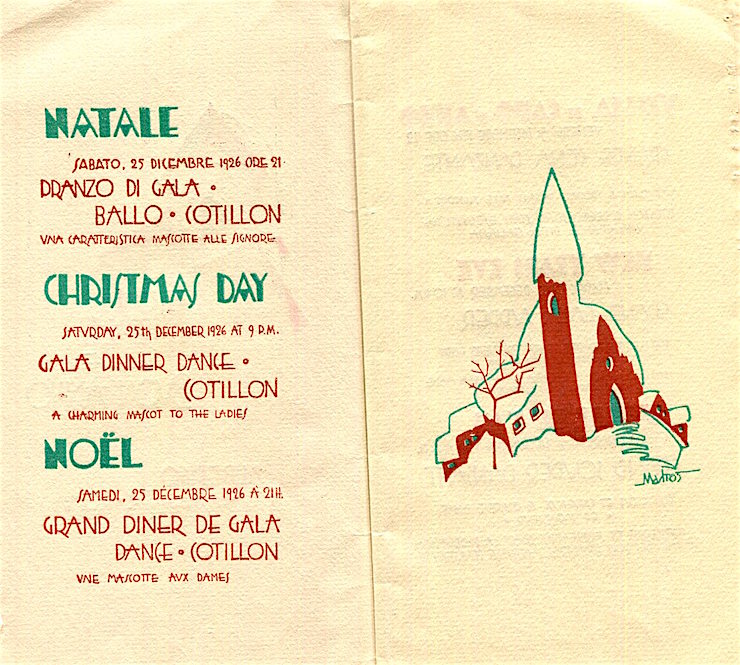 NATALE
SABATO, 25 DICEMBRE 1926 ORE 21.
PRANZO DI GALA •
BALLO • COTILLON
VNA CARATTERISTICA MASCOTTE ALLE SIGNORE
CHRISTMAS DAY
SATVRDAY, 25th DECEMBER 1926 AT 9 P.M.
GALA DINNER DANCE •
COTILLON
A CHARMING MASCOT TO THE LADIES
NOËL
SAMEDI, 25 DÉCEMBRE 1926 À 21H.
GRAND DINER DE GALA
DANCE • COTILLON
VNE MASCOTTE AVX DAMES